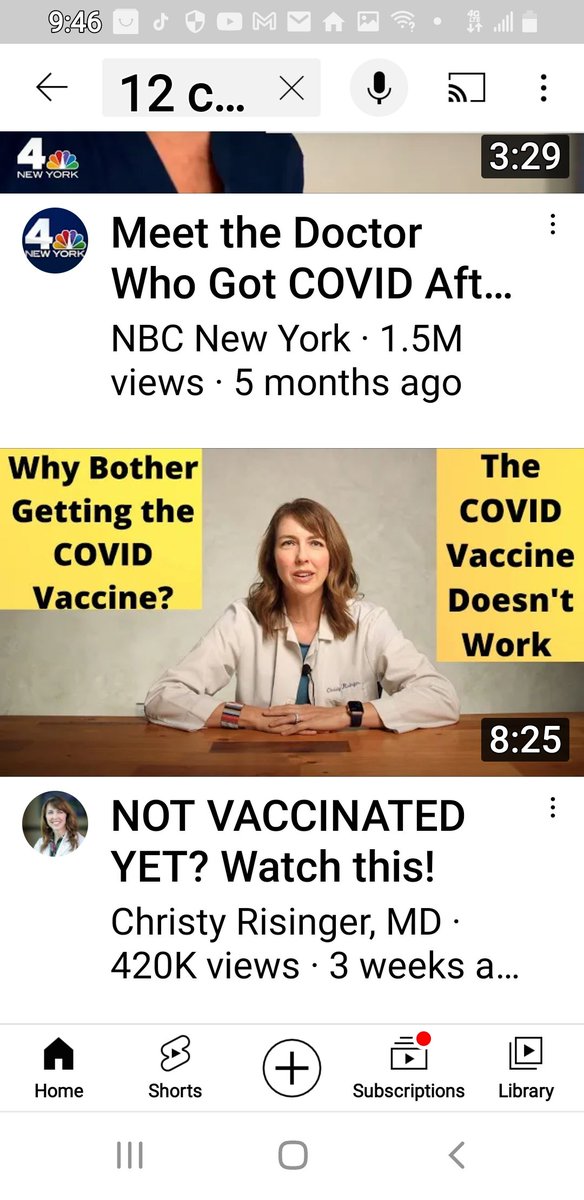 9:46
4G
12 c...
4
NEW YORK
3:29
4
NEW YORK
Meet the Doctor
Who Got COVID Aft...
NBC New York · 1.5M
views · 5 months ago
Why Bother
Getting the
COVID
Vaccine?
The
COVID
Vaccine
Doesn't
Work
Christy Risinger
8:25
NOT VACCINATED
YET? Watch this!
Christy Risinger, MD ·
420K views · 3 weeks a...
Home
Shorts
Subscriptions
Library